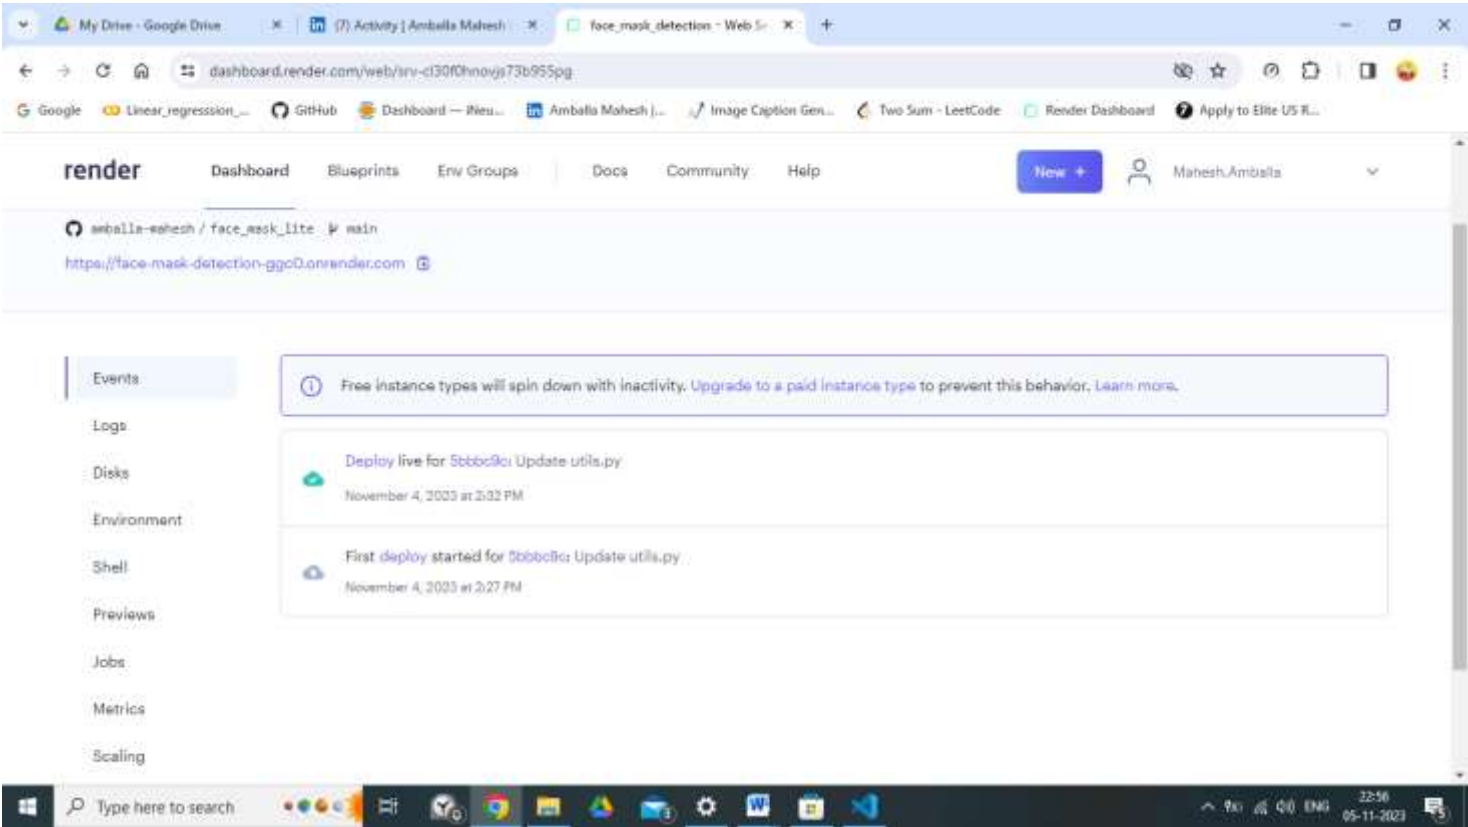 My Drive - Google Drive
(7) Activity | Amballa Mahesh
face_mask_detection - Web Se
dashboard.render.com/web/srv-cl30f0hnovjs73b955pg
Google
Linear_regresssion_...
GitHub
Dashboard — iNeu...
Amballa Mahesh |...
Image Caption Gen...
Two Sum - LeetCode
Render Dashboard
Apply to Elite US R...
render
Dashboard
Blueprints
Env Groups
Docs
Community
Help
New +
Mahesh.Amballa
amballa-mahesh / face_mask_lite
main
https://face-mask-detection-ggc0.onrender.com
Events
Logs
Disks
Environment
Shell
Previews
Jobs
Metrics
Scaling
Free instance types will spin down with inactivity. Upgrade to a paid instance type to prevent this behavior. Learn more.
Deploy live for 5bbbc9c: Update utils.py
November 4, 2023 at 2:32 PM
First deploy started for 5bbbc9c: Update utils.py
November 4, 2023 at 2:27 PM
Type here to search
ENG
22:56
05-11-2023